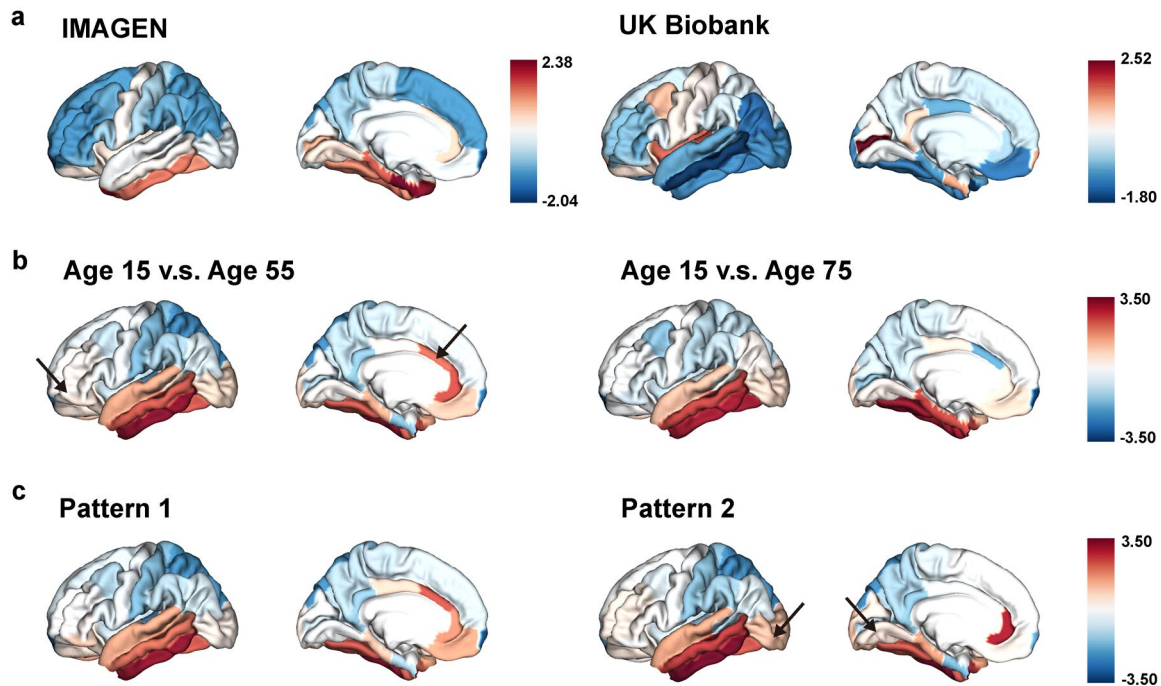 a
IMAGEN
UK Biobank
2.38
-2.04
2.52
-1.80
b
Age 15 v.s. Age 55
Age 15 v.s. Age 75
3.50
-3.50
c
Pattern 1
Pattern 2
3.50
-3.50